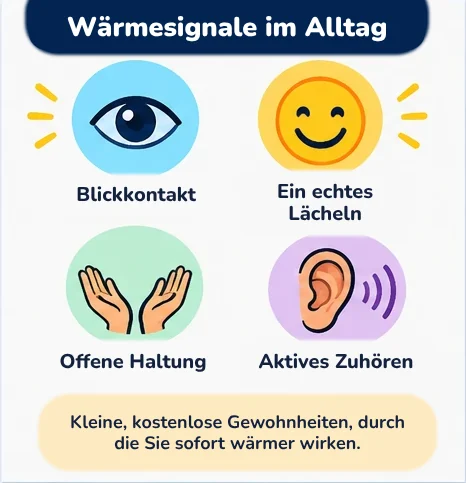 Wärmesignale im Alltag
Blickkontakt
Ein echtes
Lächeln
Offene Haltung
Aktives Zuhören
Kleine, kostenlose Gewohnheiten, durch
die Sie sofort wärmer wirken.